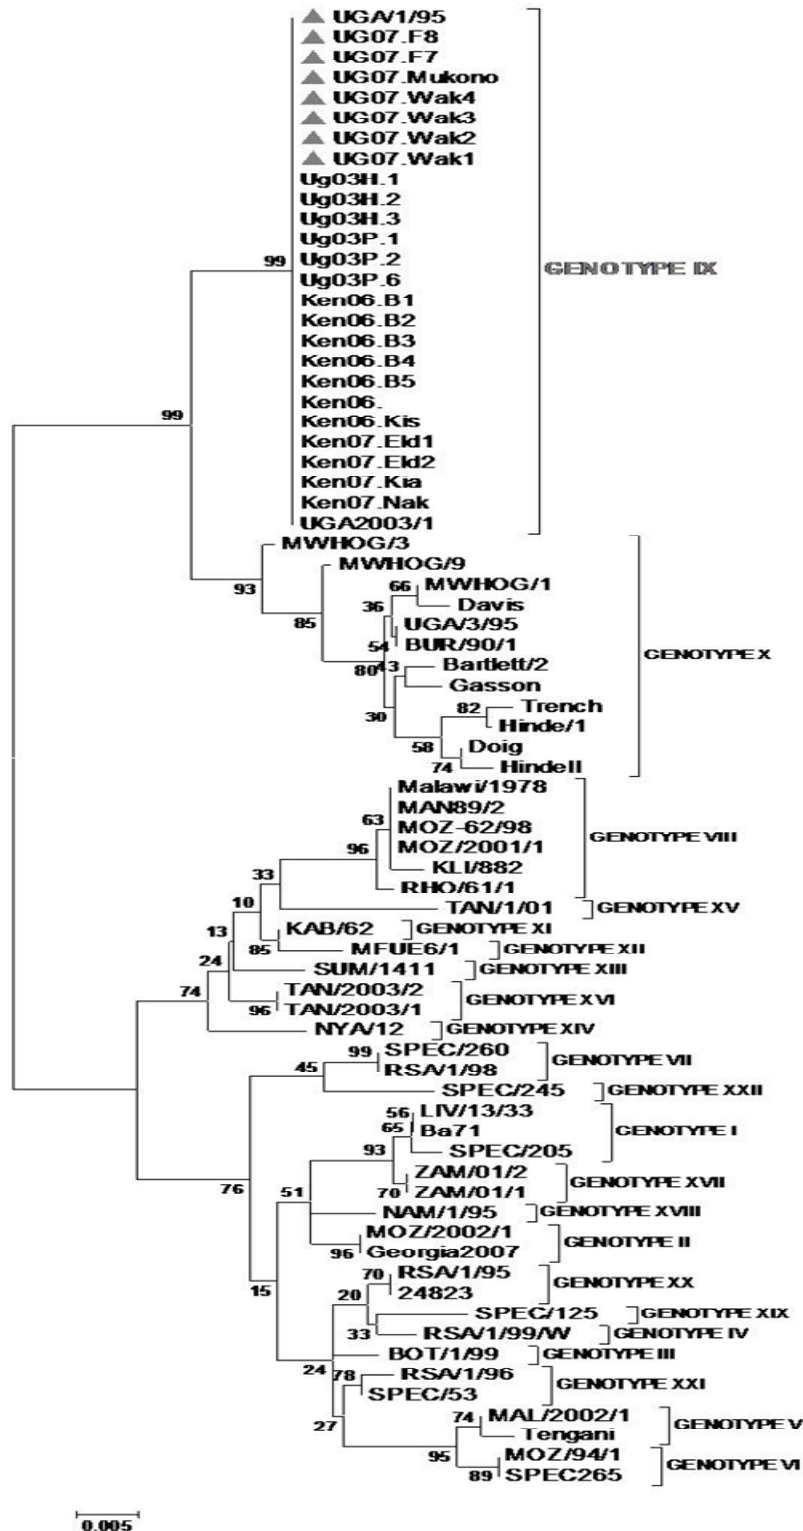 UGA/1/95
UG07.F8
UG07.F7
UG07.Mukono
UG07.Wak4
UG07.Wak3
UG07.Wak2
UG07.Wak1
Ug03H.1
Ug03H.2
Ug03H.3
Ug03P.1
99 Ug03P.2 GENOTYPE IX
Ug03P.6
Ken06.B1
Ken06.B2
Ken06.B3
Ken06.B4
Ken06.B5
Ken06.
99 Ken06.Kis
Ken07.Eld1
Ken07.Eld2
Ken07.Kia
Ken07.Nak
UGA2003/1
MWHOG/3
MWHOG/9
93 66 MWHOG/1
36 Davis
85 UGA/3/95
54 BUR/90/1 GENOTYPE X
80 43 Bartlett/2
Gasson
30 82 Trench
Hinde/1
58 Doig
74 HindeII
Malawi/1978
MAN89/2
63 MOZ-62/98 GENOTYPE VIII
96 MOZ/2001/1
33 KLI/882
RHO/61/1
10 TAN/1/01 GENOTYPE XV
13 KAB/62 GENOTYPE XI
85 MFUE6/1 GENOTYPE XII
24 SUM/1411 GENOTYPE XIII
74 TAN/2003/2 GENOTYPE XVI
96 TAN/2003/1
NYA/12 GENOTYPE XIV
99 SPEC/260 GENOTYPE VII
45 RSA/1/98
SPEC/245 GENOTYPE XXII
56 LIV/13/33
65 Ba71 GENOTYPE I
93 SPEC/205
ZAM/01/2 GENOTYPE XVII
76 51 70 ZAM/01/1
NAM/1/95 GENOTYPE XVIII
MOZ/2002/1 GENOTYPE II
96 Georgia2007
15 70 RSA/1/95 GENOTYPE XX
20 24823
SPEC/125 GENOTYPE XIX
33 RSA/1/99/W GENOTYPE IV
BOT/1/99 GENOTYPE III
24 78 RSA/1/96 GENOTYPE XXI
SPEC/53
27 74 MAL/2002/1 GENOTYPE V
Tengani
95 MOZ/94/1 GENOTYPE VI
89 SPEC265
0.005